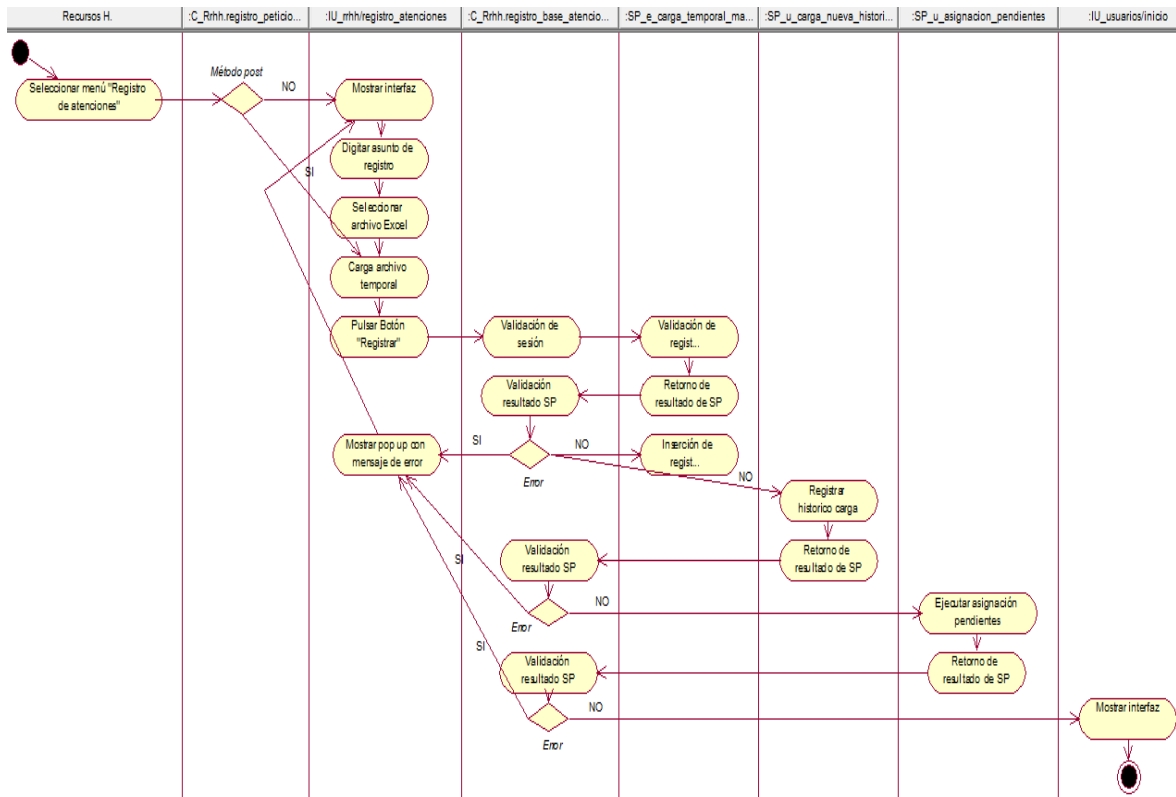 Recursos H.
:C_Rrhh.registro_peticio...
:IU_rrhh/registro_atenciones
:C_Rrhh.registro_base_atencio...
:SP_e_carga_temporal_ma...
:SP_u_carga_nueva_histori...
:SP_u_asignacion_pendientes
:IU_usuarios/inicio
Método post
Seleccionar menú "Registro
de atenciones"
NO
Mostrar interfaz
Digitar asunto de
registro
SI
Seleccionar
archivo Excel
Carga archivo
temporal
Pulsar Botón
"Registrar"
Validación de
sesión
Validación de
regist...
Validación
resultado SP
Retorno de
resultado de SP
Mostrar pop up con
mensaje de error
SI
NO
Inserción de
regist...
Error
NO
Registrar
historico carga
SI
Validación
resultado SP
Retorno de
resultado de SP
NO
Error
Ejecutar asignación
pendientes
SI
Validación
resultado SP
Retorno de
resultado de SP
NO
Error
Mostrar interfaz